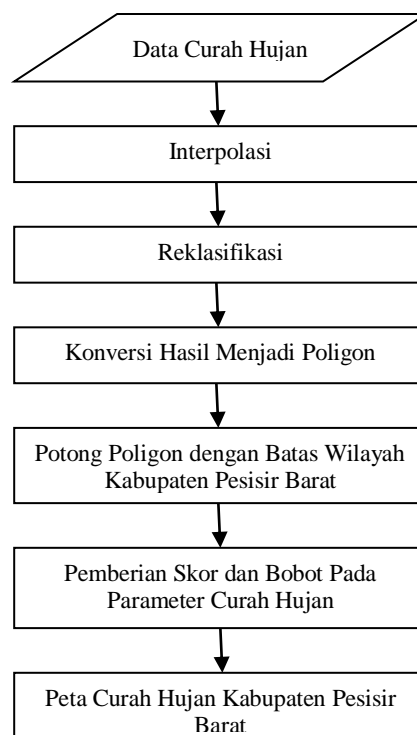 Data Curah Hujan
Interpolasi
Reklasifikasi
Konversi Hasil Menjadi Poligon
Potong Poligon dengan Batas Wilayah
Kabupaten Pesisir Barat
Pemberian Skor dan Bobot Pada
Parameter Curah Hujan
Peta Curah Hujan Kabupaten Pesisir
Barat